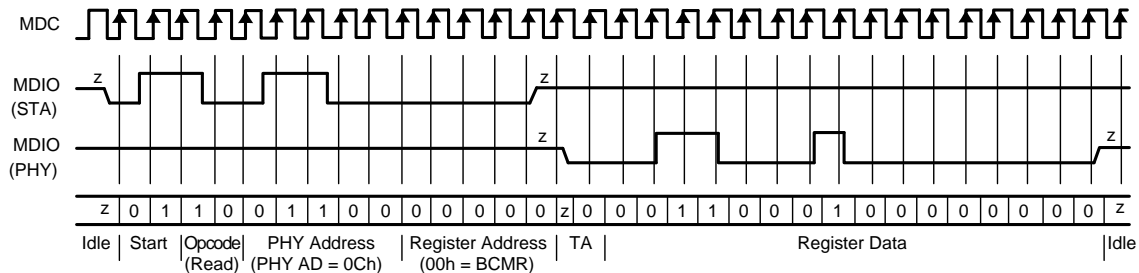 MDC
z z
MDIO
(STA)
MDIO
(PHY)
z z
z 0 1 1 0 0 1 1 0 0 0 0 0 0 0 z 0 0 0 1 1 0 0 0 1 0 0 0 0 0 0 0 0 z
Idle Start Opcode PHY Address Register Address TA Register Data Idle
(Read) (PHY AD = 0Ch) (00h = BCMR)